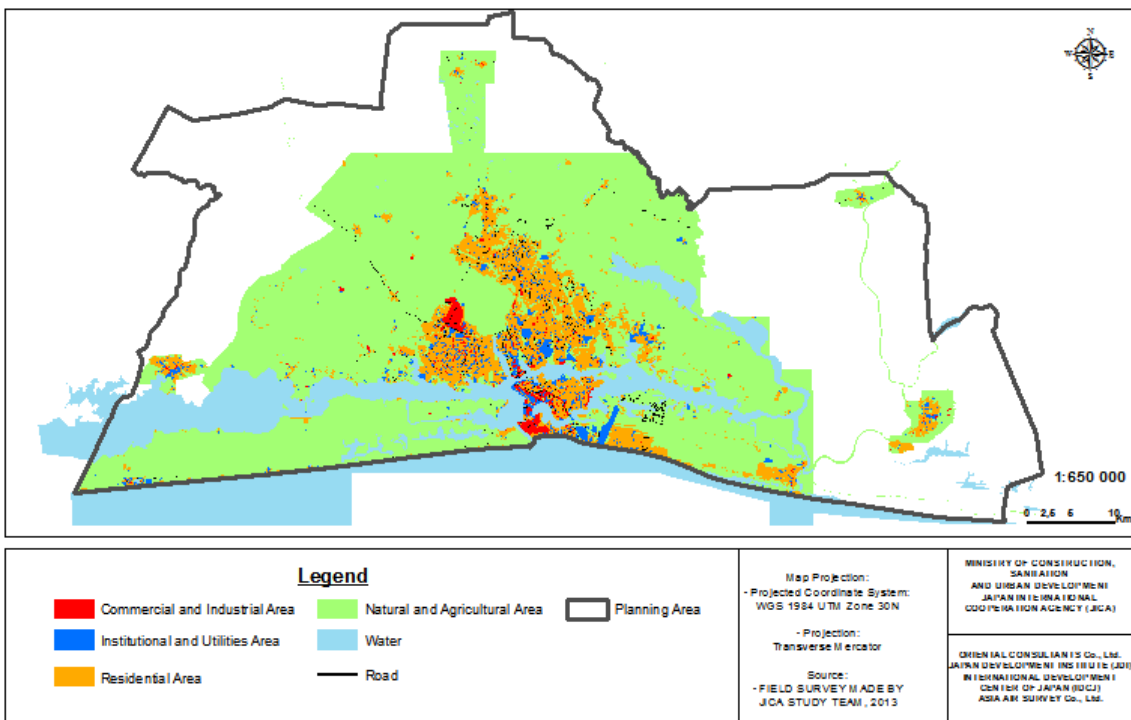 N
W E
S
1:650 000
0 2,5 5 10
Km
Legend
Commercial and Industrial Area
Natural and Agricultural Area
Planning Area
Institutional and Utilities Area
Water
Residential Area
Road
Map Projection:
- Projected Coordinate System:
WGS 1984 UTM Zone 30N
- Projection:
Transverse Mercator
Source:
- FIELD SURVEY MADE BY
JICA STUDY TEAM, 2013
MINISTRY OF CONSTRUCTION,
SANITATION
AND URBAN DEVELOPMENT
JAPAN INTERNATIONAL
COOPERATION AGENCY (JICA)
ORIENTAL CONSULTANTS Co., Ltd.
JAPAN DEVELOPMENT INSTITUTE (JDI)
INTERNATIONAL DEVELOPMENT
CENTER OF JAPAN (IDCJ)
ASIA AIR SURVEY Co., Ltd.